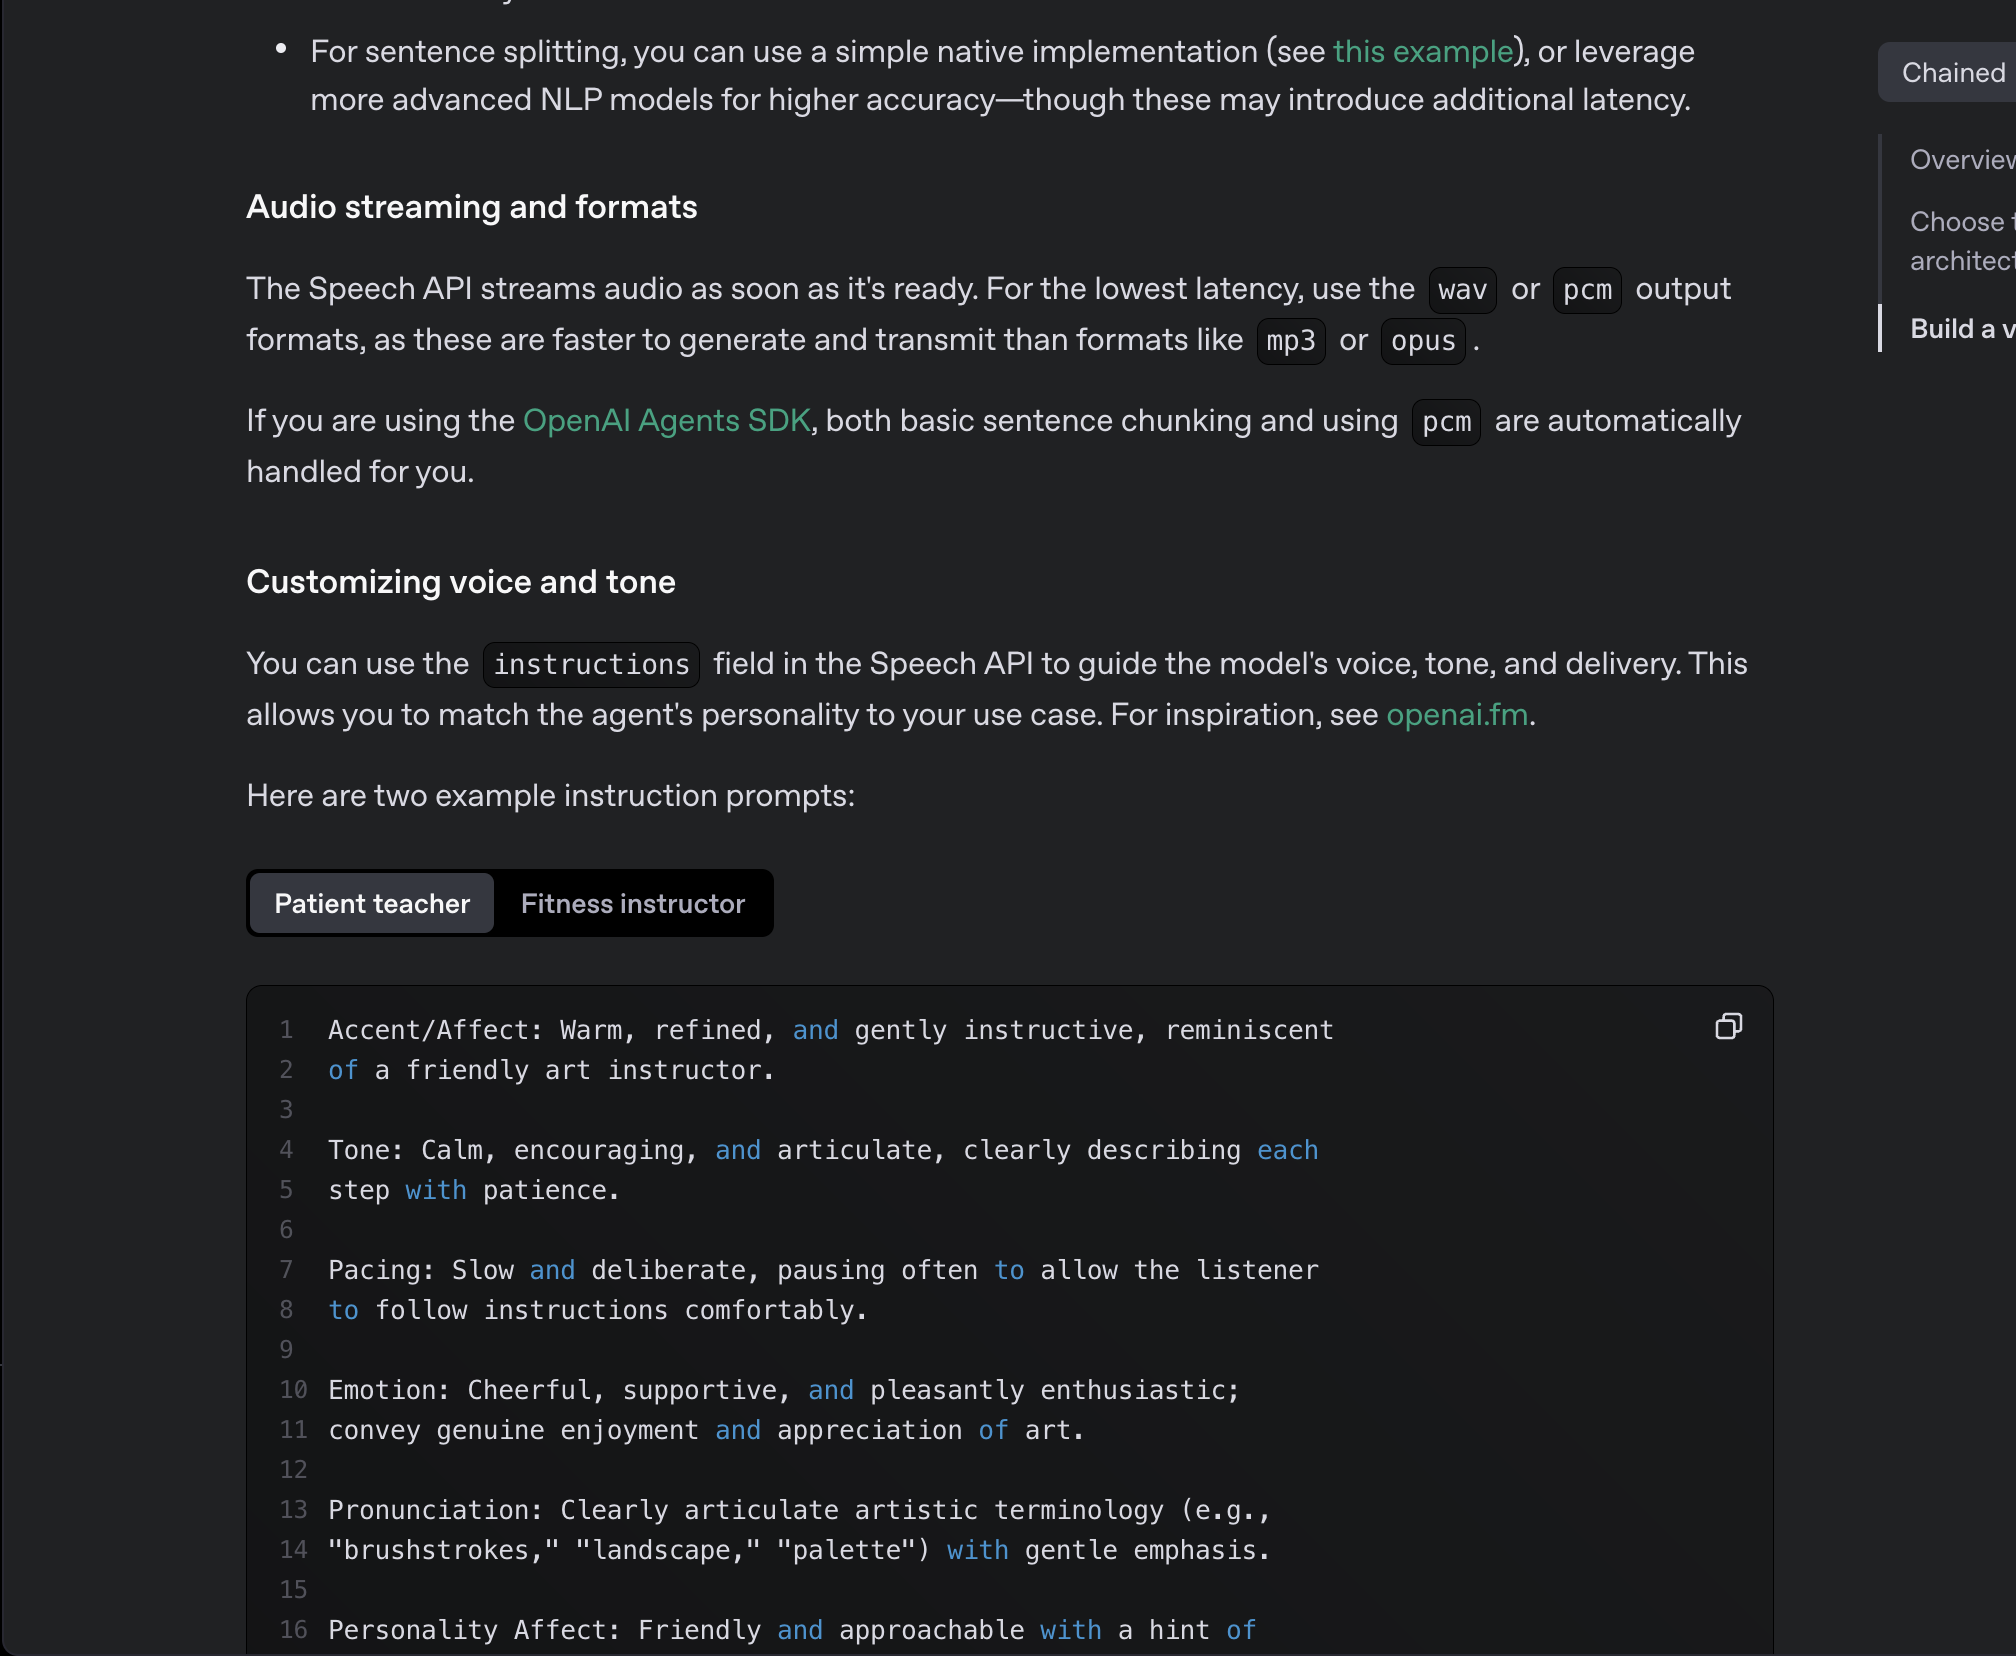 • For sentence splitting, you can use a simple native implementation (see this example), or leverage
more advanced NLP models for higher accuracy—though these may introduce additional latency.
Audio streaming and formats
The Speech API streams audio as soon as it's ready. For the lowest latency, use the wav or pcm output
formats, as these are faster to generate and transmit than formats like mp3 or opus.
If you are using the OpenAI Agents SDK, both basic sentence chunking and using pcm are automatically
handled for you.
Customizing voice and tone
You can use the instructions field in the Speech API to guide the model's voice, tone, and delivery. This
allows you to match the agent's personality to your use case. For inspiration, see openai.fm.
Here are two example instruction prompts:
Patient teacher Fitness instructor
1 Accent/Affect: Warm, refined, and gently instructive, reminiscent
2 of a friendly art instructor.
3
4 Tone: Calm, encouraging, and articulate, clearly describing each
5 step with patience.
6
7 Pacing: Slow and deliberate, pausing often to allow the listener
8 to follow instructions comfortably.
9
10 Emotion: Cheerful, supportive, and pleasantly enthusiastic;
11 convey genuine enjoyment and appreciation of art.
12
13 Pronunciation: Clearly articulate artistic terminology (e.g.,
14 "brushstrokes," "landscape," "palette") with gentle emphasis.
15
16 Personality Affect: Friendly and approachable with a hint of
Chained
Overview
Choose
architect
Build a v